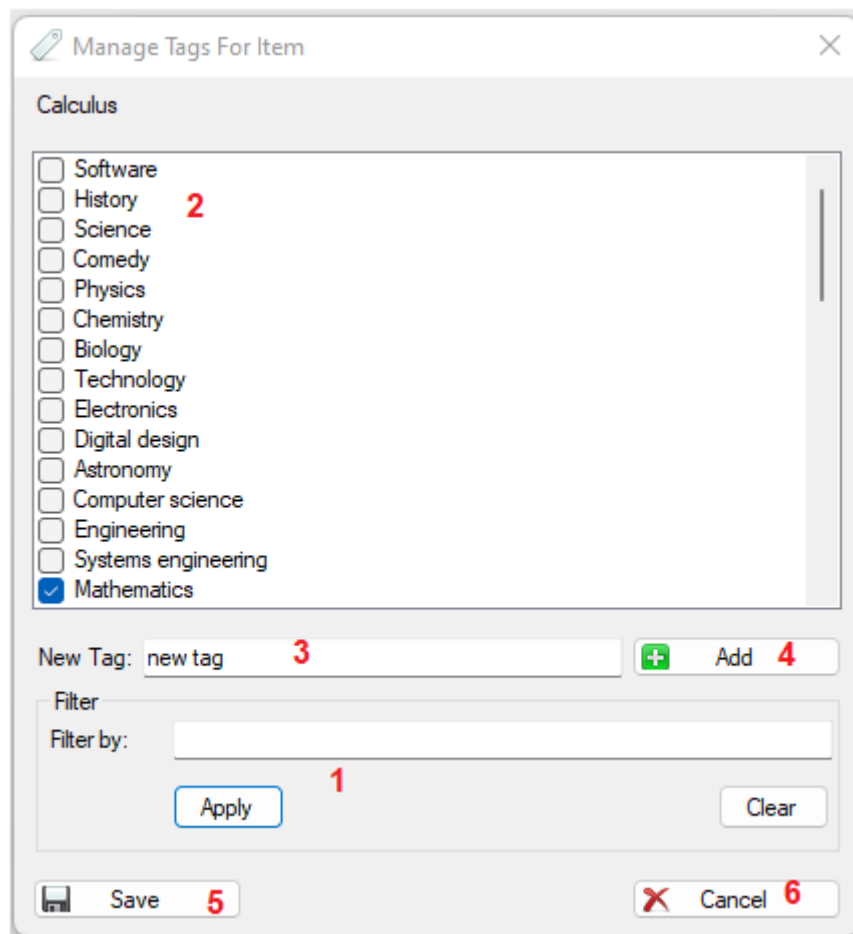 Manage Tags For Item
Calculus
Software
History 2
Science
Comedy
Physics
Chemistry
Biology
Technology
Electronics
Digital design
Astronomy
Computer science
Engineering
Systems engineering
Mathematics
New Tag: new tag 3 Add 4
Filter
Filter by:
1
Apply Clear
Save 5 Cancel 6